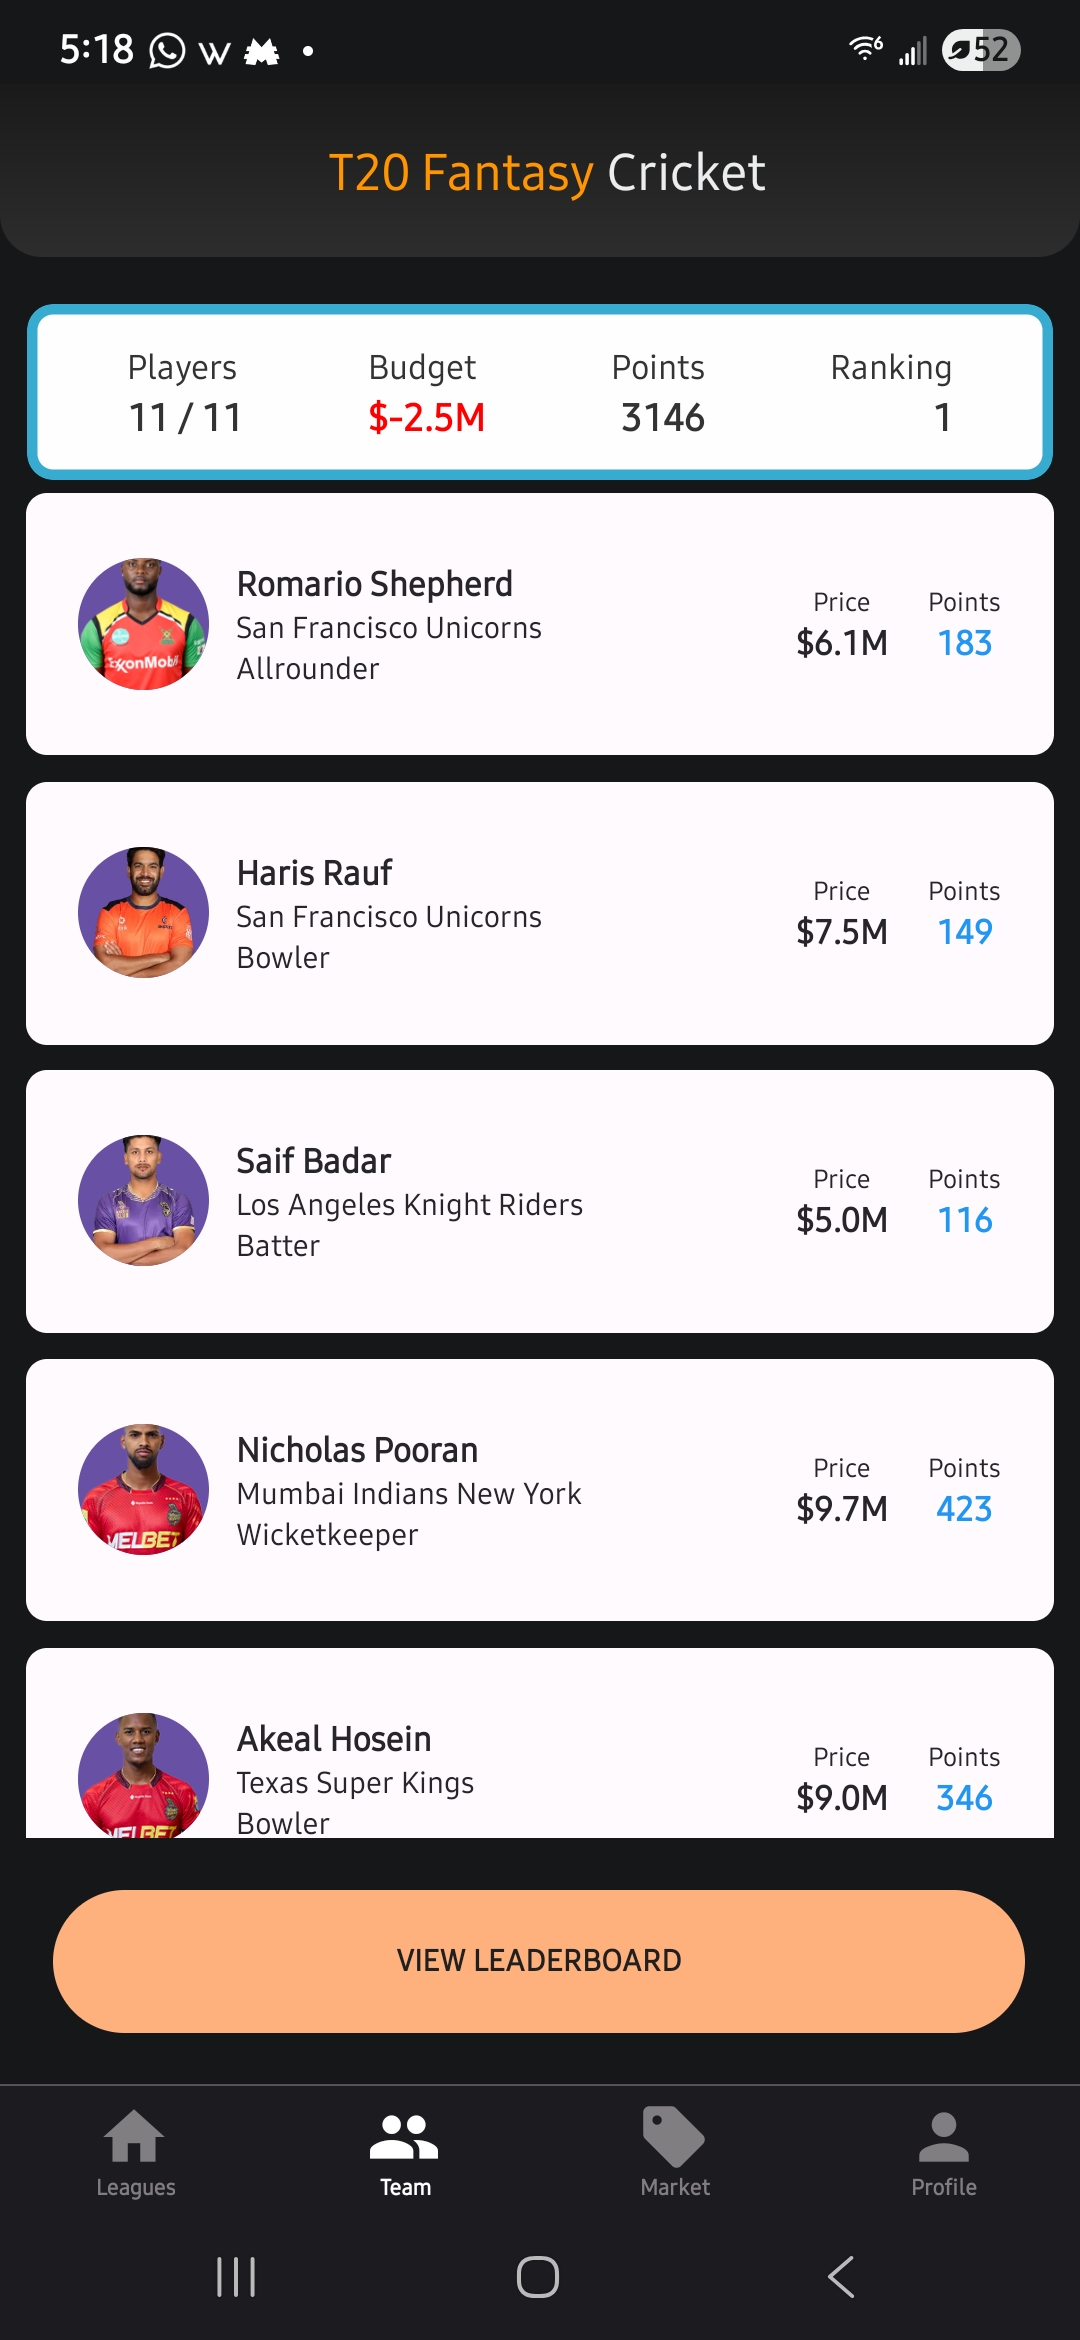 5:18
6
52
T20 Fantasy Cricket
Players Budget Points Ranking
11 / 11 $-2.5M 3146 1
Romario Shepherd
San Francisco Unicorns
Allrounder
Price Points
$6.1M 183
ExxonMobil
Haris Rauf
San Francisco Unicorns
Bowler
Price Points
$7.5M 149
Saif Badar
Los Angeles Knight Riders
Batter
Price Points
$5.0M 116
Nicholas Pooran
Mumbai Indians New York
Wicketkeeper
Price Points
$9.7M 423
MELBET
Akeal Hosein
Texas Super Kings
Bowler
Price Points
$9.0M 346
MELBET
VIEW LEADERBOARD
Leagues Team Market Profile